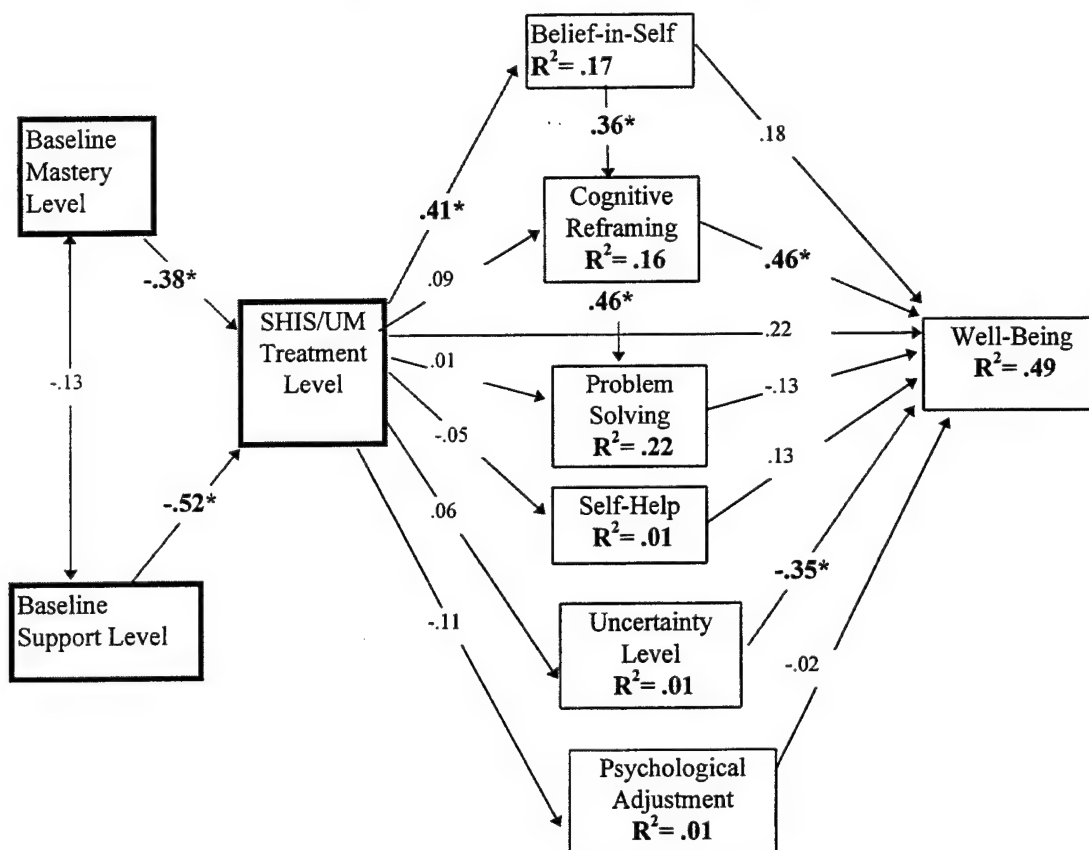 Belief-in-Self
R²= .17
.36*
.18
Baseline
Mastery
Level
Cognitive
Reframing
R²= .16
.41*
-.38*
.09
.46*
.46*
SHIS/UM
Treatment
Level
.22
Well-Being
R²= .49
-.13
.01
Problem
Solving
R²= .22
-.13
-.05
.13
Self-Help
R²= .01
-.52*
.06
-.35*
Baseline
Support Level
-.11
Uncertainty
Level
R²= .01
-.02
Psychological
Adjustment
R²= .01